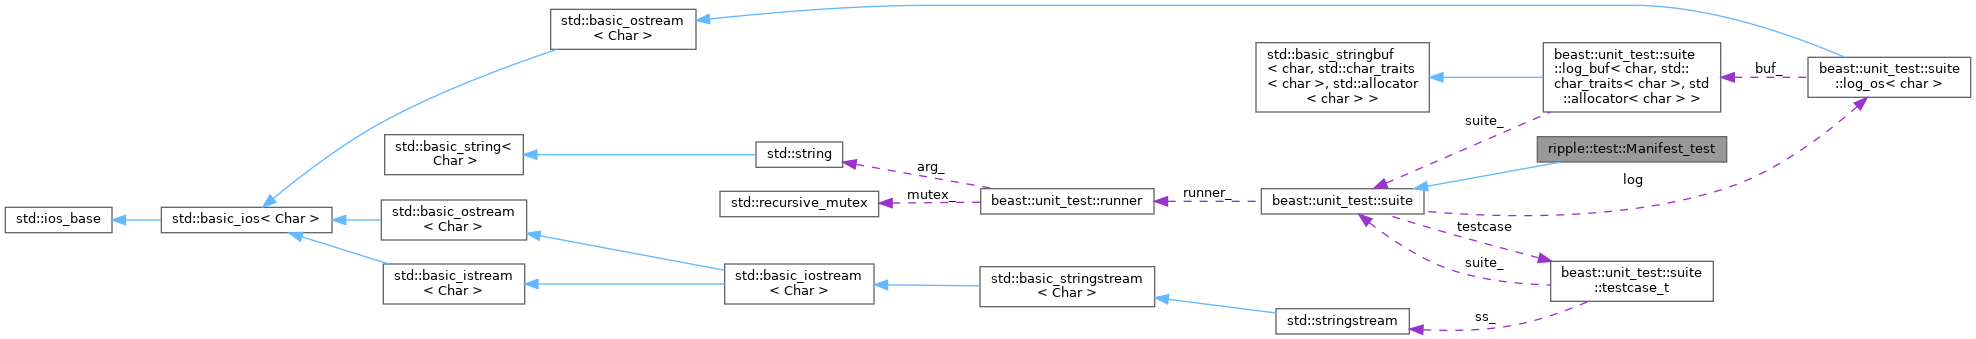 std::basic_ostream
< Char >
std::basic_stringbuf
< char, std::char_traits
< char >, std::allocator
< char > >
beast::unit_test::suite
::log_buf< char, std::
char_traits< char >, std
::allocator< char > >
buf_
beast::unit_test::suite
::log_os< char >
suite_
ripple::test::Manifest_test
std::basic_string<
Char >
std::string
arg_
log
std::recursive_mutex
mutex_
beast::unit_test::runner
runner_
beast::unit_test::suite
std::ios_base
std::basic_ios< Char >
std::basic_ostream
< Char >
testcase
std::basic_istream
< Char >
std::basic_iostream
< Char >
std::basic_stringstream
< Char >
suite_
beast::unit_test::suite
::testcase_t
std::stringstream
ss_